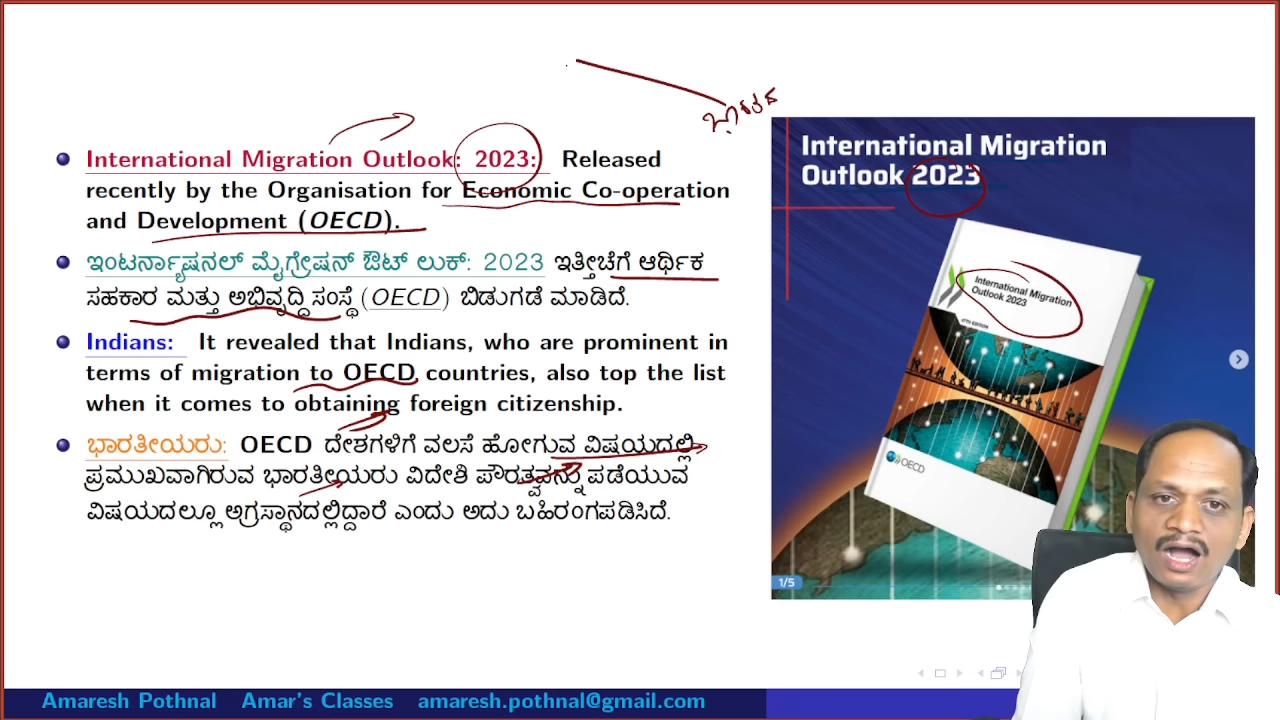 ಭಾರತ
International Migration Outlook: 2023: Released
recently by the Organisation for Economic Co-operation
and Development (OECD).
ಇಂಟರ್ನ್ಯಾಷನಲ್ ಮೈಗ್ರೇಷನ್ ಔಟ್ ಲುಕ್: 2023 ಇತ್ತೀಚೆಗೆ ಆರ್ಥಿಕ
ಸಹಕಾರ ಮತ್ತು ಅಭಿವೃದ್ಧಿ ಸಂಸ್ಥೆ (OECD) ಬಿಡುಗಡೆ ಮಾಡಿದೆ.
Indians: It revealed that Indians, who are prominent in
terms of migration to OECD countries, also top the list
when it comes to obtaining foreign citizenship.
ಭಾರತೀಯರು: OECD ದೇಶಗಳಿಗೆ ವಲಸೆ ಹೋಗುವ ವಿಷಯದಲ್ಲಿ
ಪ್ರಮುಖವಾಗಿರುವ ಭಾರತೀಯರು ವಿದೇಶಿ ಪೌರತ್ವವನ್ನು ಪಡೆಯುವ
ವಿಷಯದಲ್ಲೂ ಅಗ್ರಸ್ಥಾನದಲ್ಲಿದ್ದಾರೆ ಎಂದು ಅದು ಬಹಿರಂಗಪಡಿಸಿದೆ.
International Migration
Outlook 2023
International Migration
Outlook 2023
47TH EDITION
OECD
1/5
Amaresh Pothnal Amar's Classes amaresh.pothnal@gmail.com